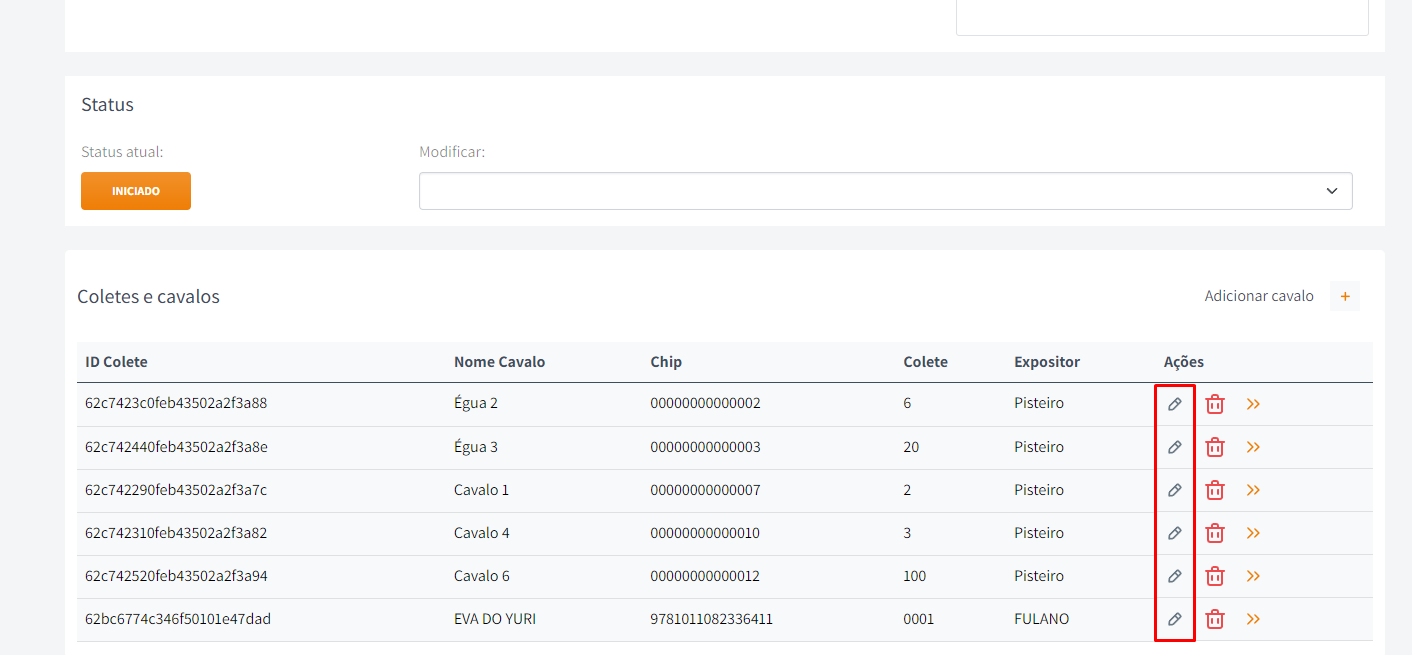 Status
Status atual:
Modificar:
INICIADO
Coletes e cavalos
Adicionar cavalo +
ID Colete Nome Cavalo Chip Colete Expositor Ações
62c7423c0feb43502a2f3a88 Égua 2 00000000000002 6 Pisteiro
62c742440feb43502a2f3a8e Égua 3 00000000000003 20 Pisteiro
62c742290feb43502a2f3a7c Cavalo 1 00000000000007 2 Pisteiro
62c742310feb43502a2f3a82 Cavalo 4 00000000000010 3 Pisteiro
62c742520feb43502a2f3a94 Cavalo 6 00000000000012 100 Pisteiro
62bc6774c346f50101e47dad EVA DO YURI 9781011082336411 0001 FULANO